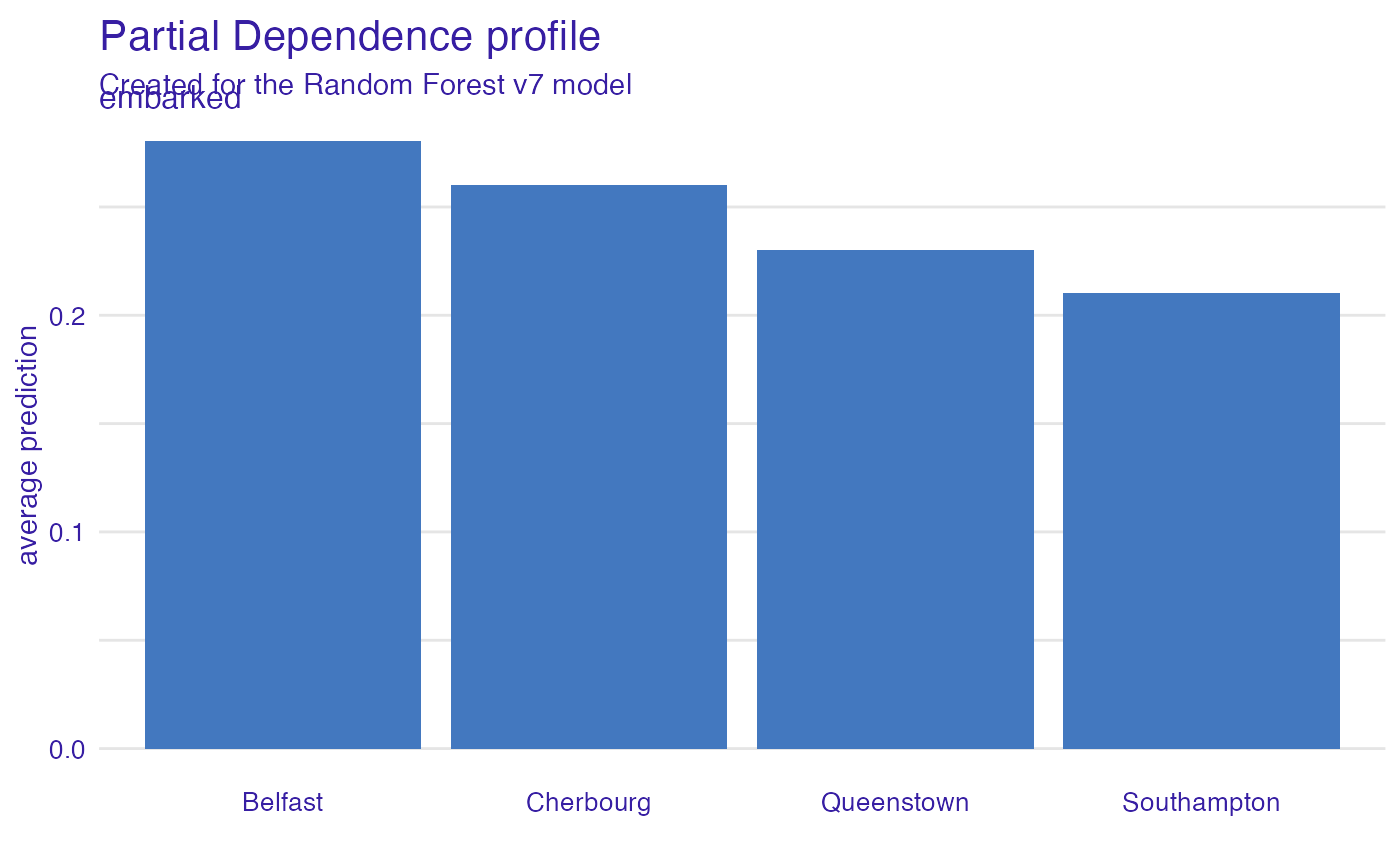 Partial Dependence profile
Created for the Random Forest v7 model
embarked
average prediction
0.2
0.1
0.0
Belfast Cherbourg Queenstown Southampton